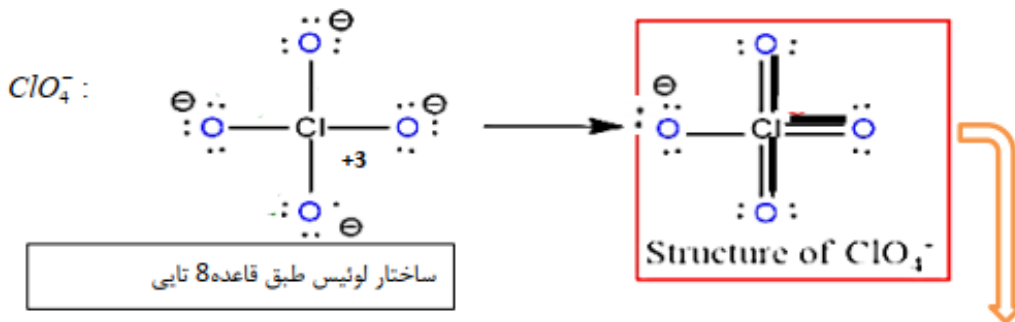 ClO₄⁻ :
O ⊖
⊖ O Cl O ⊖
+3
O ⊖
ساختار لوئیس طبق قاعده8 تایی
O
⊖ O Cl O
O
Structure of ClO₄⁻